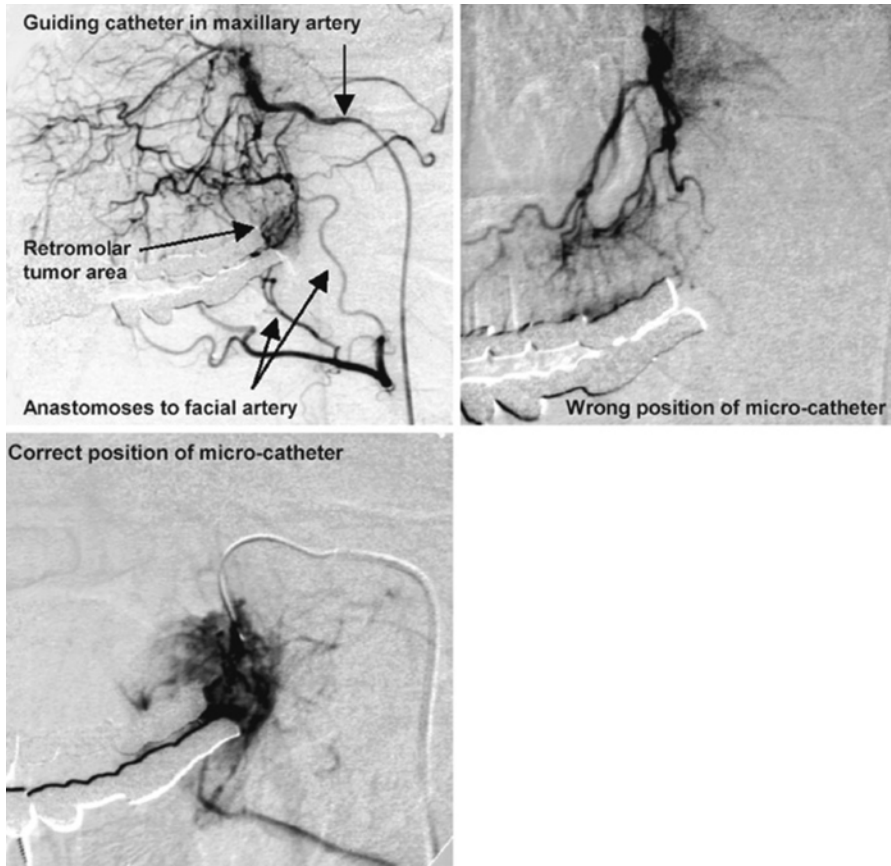 Guiding catheter in maxillary artery
Retromolar
tumor area
Anastomoses to facial artery
Wrong position of micro-catheter
Correct position of micro-catheter